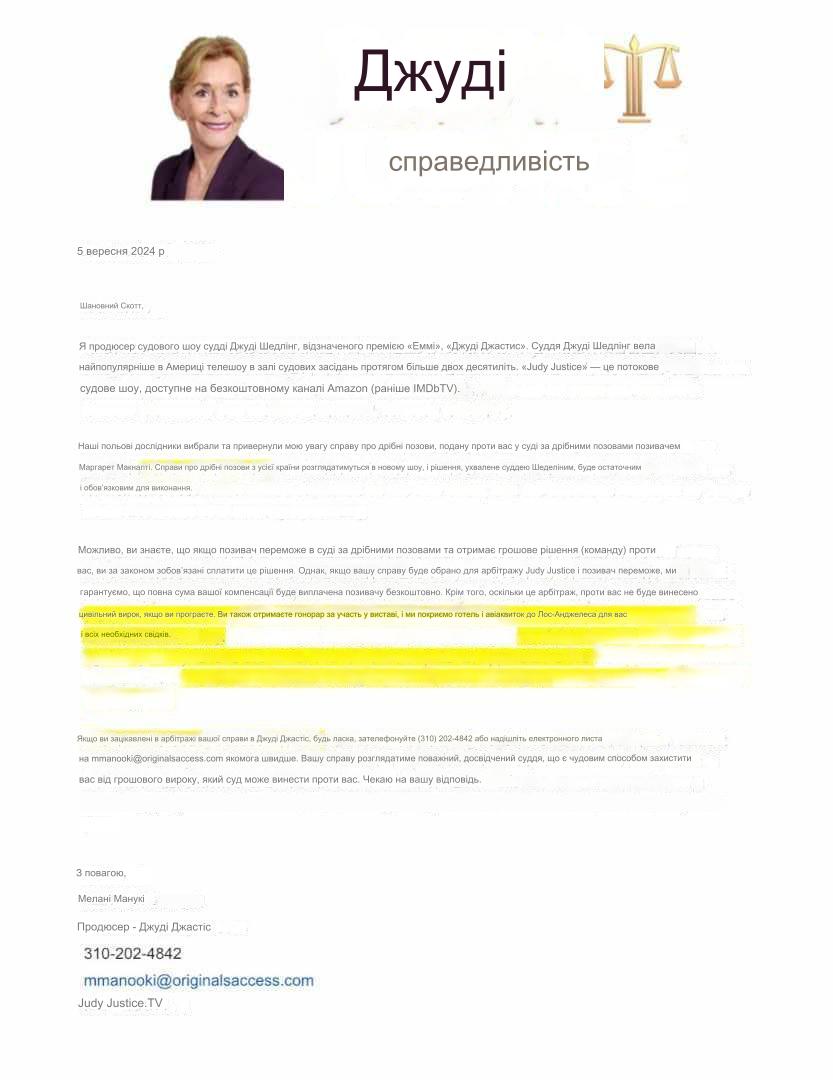 Джуді
справедливість
5 вересня 2024 р
Шановний Скотт,
Я продюсер судового шоу судді Джуді Шедлінг, відзначеного премією «Еммі», «Джуді Джастис». Суддя Джуді Шедлінг вела
найпопулярніше в Америці телешоу в залі судових засідань протягом більше двох десятиліть. «Judy Justice» — це потокове
судове шоу, доступне на безкоштовному каналі Amazon (раніше IMDbTV).
Наші польові дослідники вибрали та привернули мою увагу справу про дрібні позови, подану проти вас у суді за дрібними позовами позивачем
Маргарет Макналті. Справи про дрібні позови з усієї країни розглядатимуться в новому шоу, і рішення, ухвалене суддею Шеделіним, буде остаточним
і обов'язковим для виконання.
Можливо, ви знаєте, що якщо позивач переможе в суді за дрібними позовами та отримає грошове рішення (команду) проти
вас, ви за законом зобов'язані сплатити це рішення. Однак, якщо вашу справу буде обрано для арбітражу Judy Justice і позивач переможе, ми
гарантуємо, що повна сума вашої компенсації буде виплачена позивачу безкоштовно. Крім того, оскільки це арбітраж, проти вас не буде винесено
цивільний вирок, якщо ви програєте. Ви також отримаєте гонорар за участь у виставі, і ми покриємо готель і авіаквиток до Лос-Анджелеса для вас
і всіх необхідних свідків.
Якщо ви зацікавлені в арбітражі вашої справи в Джуді Джастіс, будь ласка, зателефонуйте (310) 202-4842 або надішліть електронного листа
на mmanooki@originalsaccess.com якомога швидше. Вашу справу розглядатиме поважний, досвідчений суддя, що є чудовим способом захистити
вас від грошового вироку, який суд може винести проти вас. Чекаю на вашу відповідь.
З повагою,
Мелані Манукі
Продюсер - Джуді Джастіс
310-202-4842
mmanooki@originalsaccess.com
Judy Justice.TV